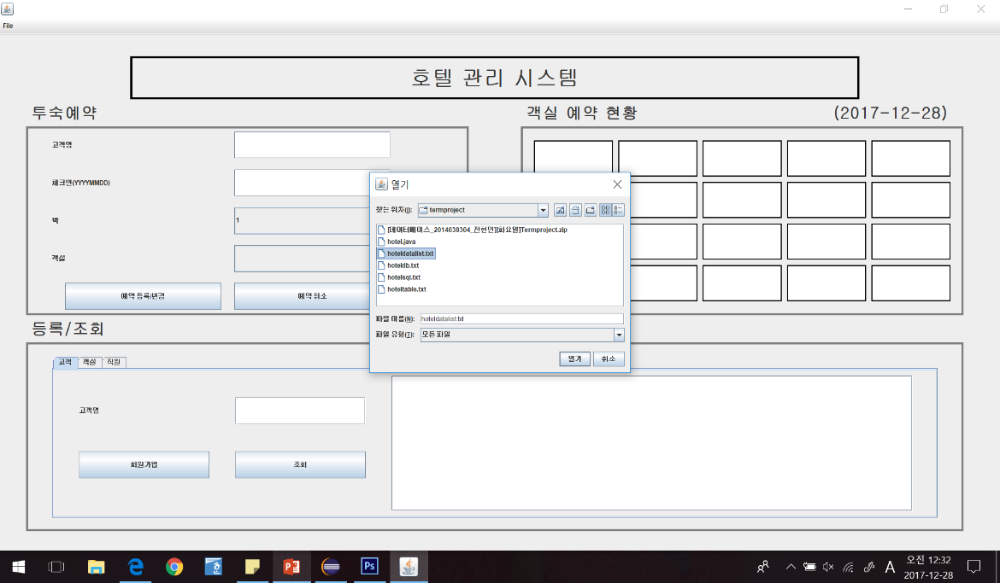 File
호텔 관리 시스템
투숙예약
객실 예약 현황 (2017-12-28)
고객명
체크인(YYYYMMDD)
박
1
객실
예약 등록/변경
예약 취소
열기
찾는 위치(I):
termproject
[데이터베이스_2014038304_전현민][화요일]Termproject.zip
hotel.java
hoteldatalist.txt
hoteldb.txt
hotelsql.txt
hoteltable.txt
파일 이름(N):
hoteldatalist.txt
파일 유형(T):
모든 파일
열기
취소
등록/조회
고객
객실
직원
고객명
회원가입
조회
Ps
A
오전 12:32
2017-12-28